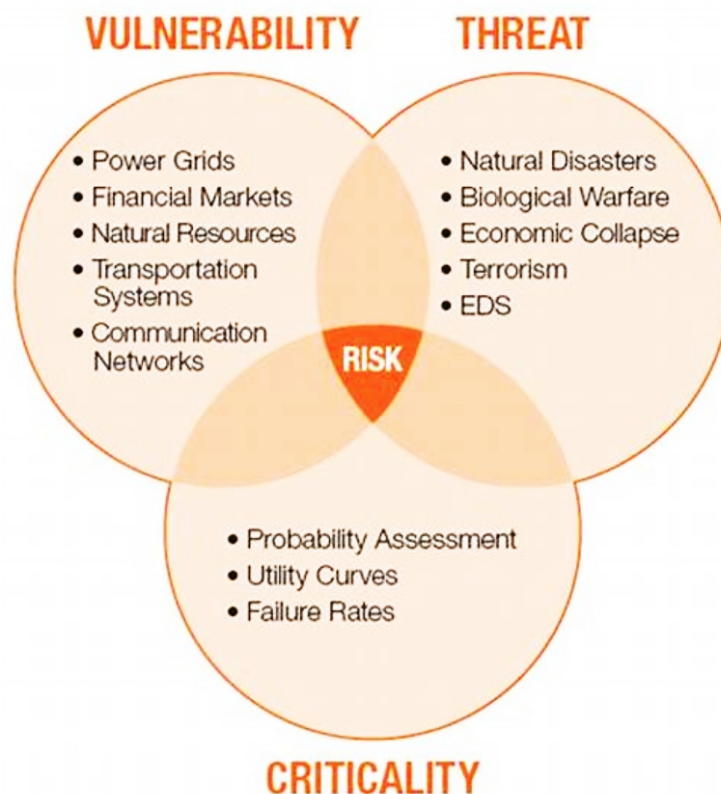 VULNERABILITY
THREAT
• Power Grids
• Financial Markets
• Natural Resources
• Transportation
Systems
• Communication
Networks
• Natural Disasters
• Biological Warfare
• Economic Collapse
• Terrorism
• EDS
RISK
• Probability Assessment
• Utility Curves
• Failure Rates
CRITICALITY